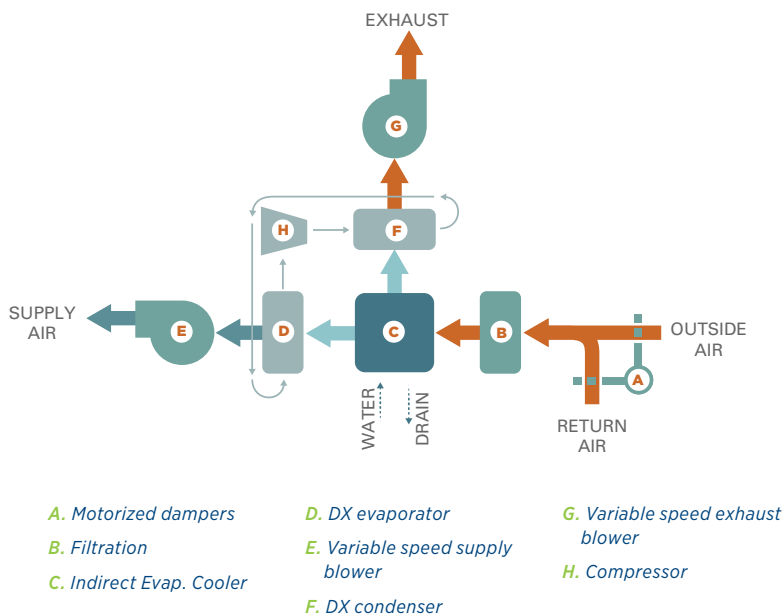 EXHAUST
G
H
F
SUPPLY
AIR
E
D
C
B
OUTSIDE
AIR
A
WATER
DRAIN
RETURN
AIR
A. Motorized dampers
B. Filtration
C. Indirect Evap. Cooler
D. DX evaporator
E. Variable speed supply
blower
F. DX condenser
G. Variable speed exhaust
blower
H. Compressor